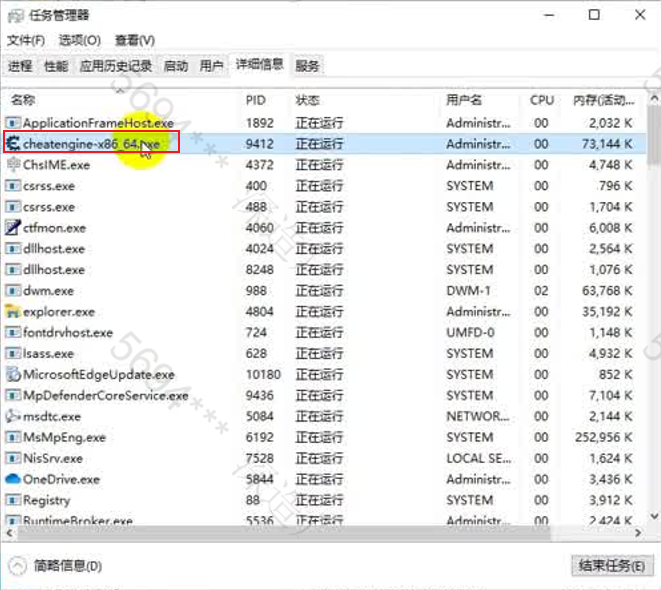 任务管理器
文件(F) 选项(O) 查看(V)
进程 性能 应用历史记录 启动 用户 详细信息 服务
名称 PID 状态 用户名 CPU 内存(活动...
ApplicationFrameHost.exe 1892 正在运行 Administr... 00 2,032 K
cheatengine-x86_64.exe 9412 正在运行 Administr... 00 73,144 K
ChsIME.exe 4372 正在运行 Administr... 00 4,748 K
csrss.exe 400 正在运行 SYSTEM 00 796 K
csrss.exe 488 正在运行 SYSTEM 00 1,704 K
ctfmon.exe 4060 正在运行 Administr... 00 6,008 K
dllhost.exe 4024 正在运行 SYSTEM 00 2,564 K
dllhost.exe 8248 正在运行 SYSTEM 00 1,076 K
dwm.exe 988 正在运行 DWM-1 02 63,768 K
explorer.exe 4804 正在运行 Administr... 00 35,192 K
fontdrvhost.exe 724 正在运行 UMFD-0 00 1,148 K
lsass.exe 628 正在运行 SYSTEM 00 4,932 K
MicrosoftEdgeUpdate.exe 10180 正在运行 SYSTEM 00 852 K
MpDefenderCoreService.exe 9436 正在运行 SYSTEM 00 7,104 K
msdtc.exe 5084 正在运行 NETWOR... 00 2,144 K
MsMpEng.exe 6192 正在运行 SYSTEM 00 252,956 K
NisSrv.exe 7528 正在运行 LOCAL SE... 00 1,624 K
OneDrive.exe 5844 正在运行 Administr... 00 3,436 K
Registry 88 正在运行 SYSTEM 00 3,912 K
RuntimeBroker.exe 5536 正在运行 Administr... 00 2,424 K
简略信息(D) 结束任务(E)
5694***
5694***